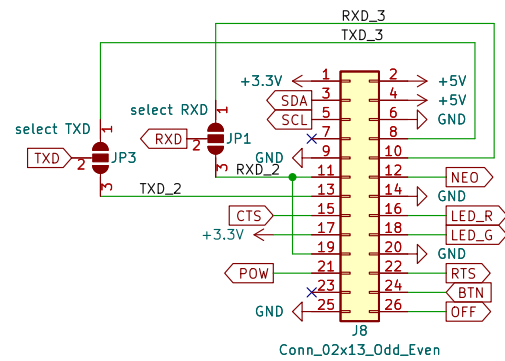 RXD_3
TXD_3
+3.3V 1 2 +5V
select RXD 1 SDA 3 4 +5V
select TXD 1 SCL 5 6 GND
RXD 2 JP1 7 8
TXD 2 JP3 3 GND 9 10
3 TXD_2 RXD_2 11 12 NEO
13 14 GND
CTS 15 16 LED_R
+3.3V 17 18 LED_G
19 20 GND
POW 21 22 RTS
23 24 BTN
GND 25 26 OFF
J8
Conn_02x13_Odd_Even